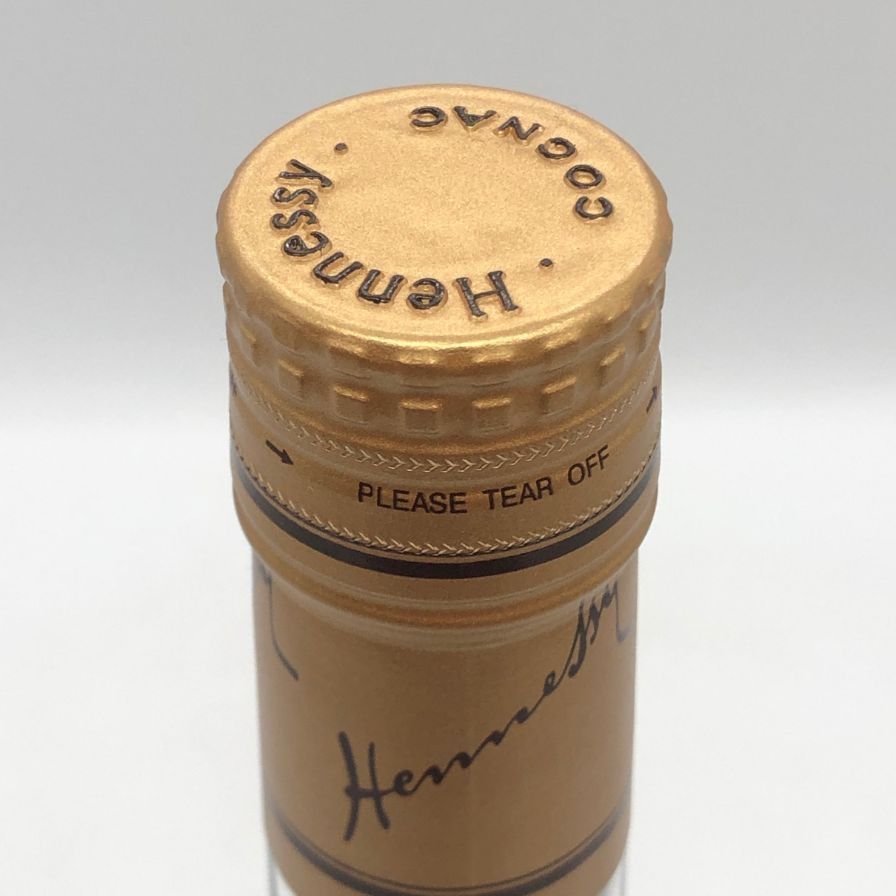 Hennessy · COGNAC ·
PLEASE TEAR OFF
Hennessy